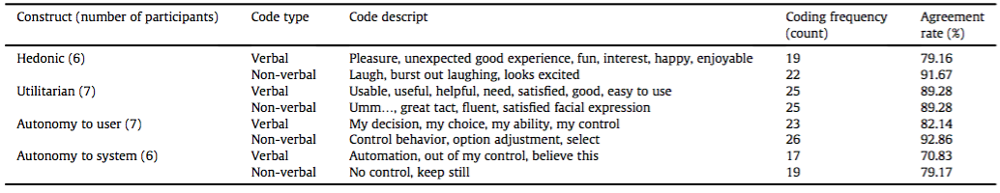 Construct (number of participants) Code type Code descript Coding frequency Agreement
(count) rate (%)
Hedonic (6) Verbal Pleasure, unexpected good experience, fun, interest, happy, enjoyable 19 79.16
Non-verbal Laugh, burst out laughing, looks excited 22 91.67
Utilitarian (7) Verbal Usable, useful, helpful, need, satisfied, good, easy to use 25 89.28
Non-verbal Umm..., great tact, fluent, satisfied facial expression 25 89.28
Autonomy to user (7) Verbal My decision, my choice, my ability, my control 23 82.14
Non-verbal Control behavior, option adjustment, select 26 92.86
Autonomy to system (6) Verbal Automation, out of my control, believe this 17 70.83
Non-verbal No control, keep still 19 79.17